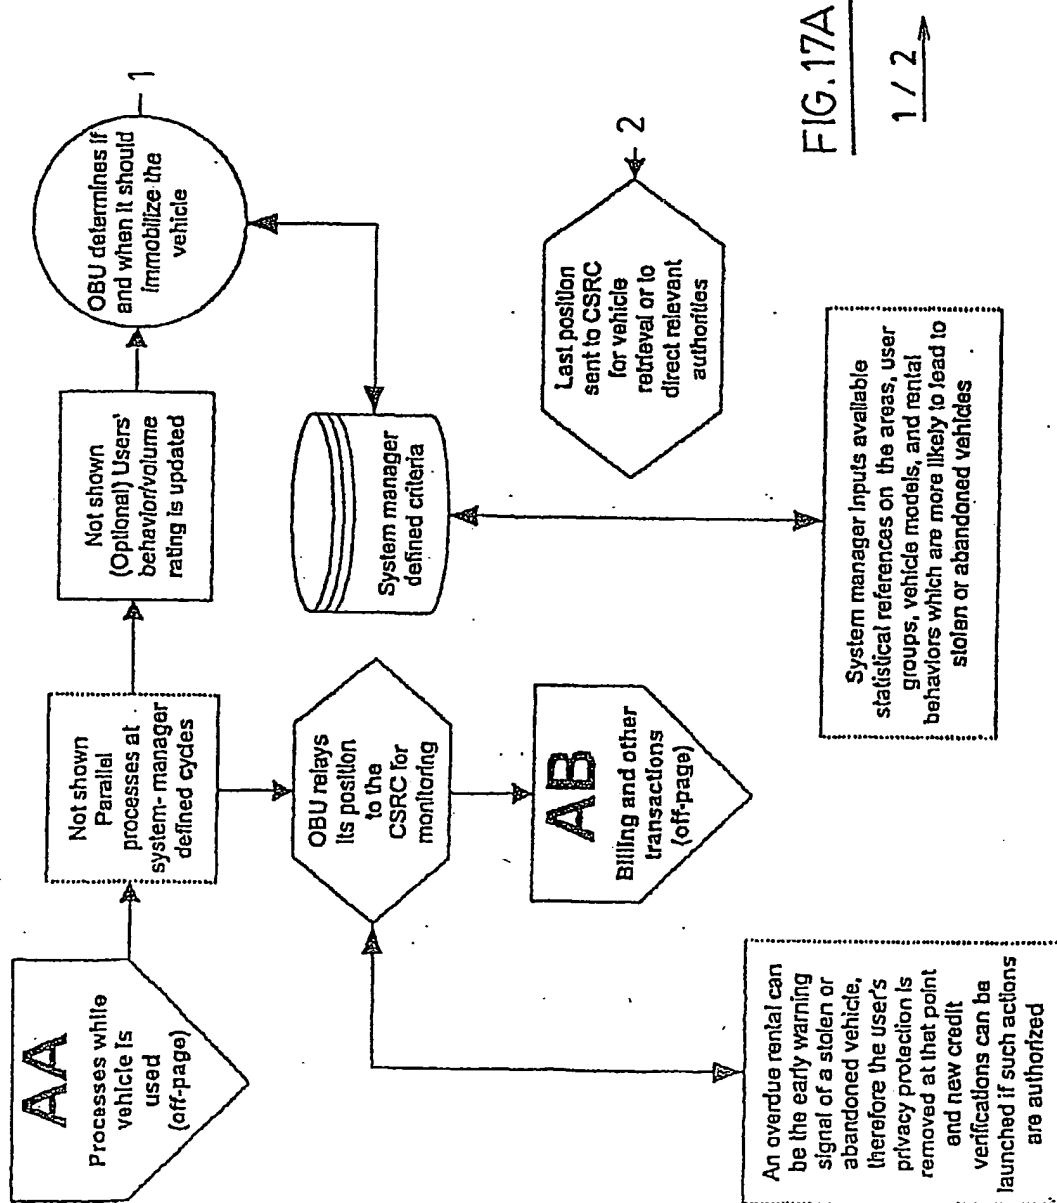 AA
Processes while
vehicle is
used
(off-page)
Not shown
Parallel
processes at
system- manager
defined cycles
Not shown
(Optional) Users'
behavior/volume
rating is updated
OBU determines if
and when it should
immobilize the
vehicle
1
OBU relays
its position
to the
CSRC for
monitoring
System manager
defined criteria
AB
Billing and other
transactions
(off-page)
Last position
sent to CSRC
for vehicle
retrieval or to
direct relevant
authorities
2
An overdue rental can
be the early warning
signal of a stolen or
abandoned vehicle,
therefore the user's
privacy protection is
removed at that point
and new credit
verifications can be
launched if such actions
are authorized
System manager inputs available
statistical references on the areas, user
groups, vehicle models, and rental
behaviors which are more likely to lead to
stolen or abandoned vehicles
FIG.17A
1 / 2